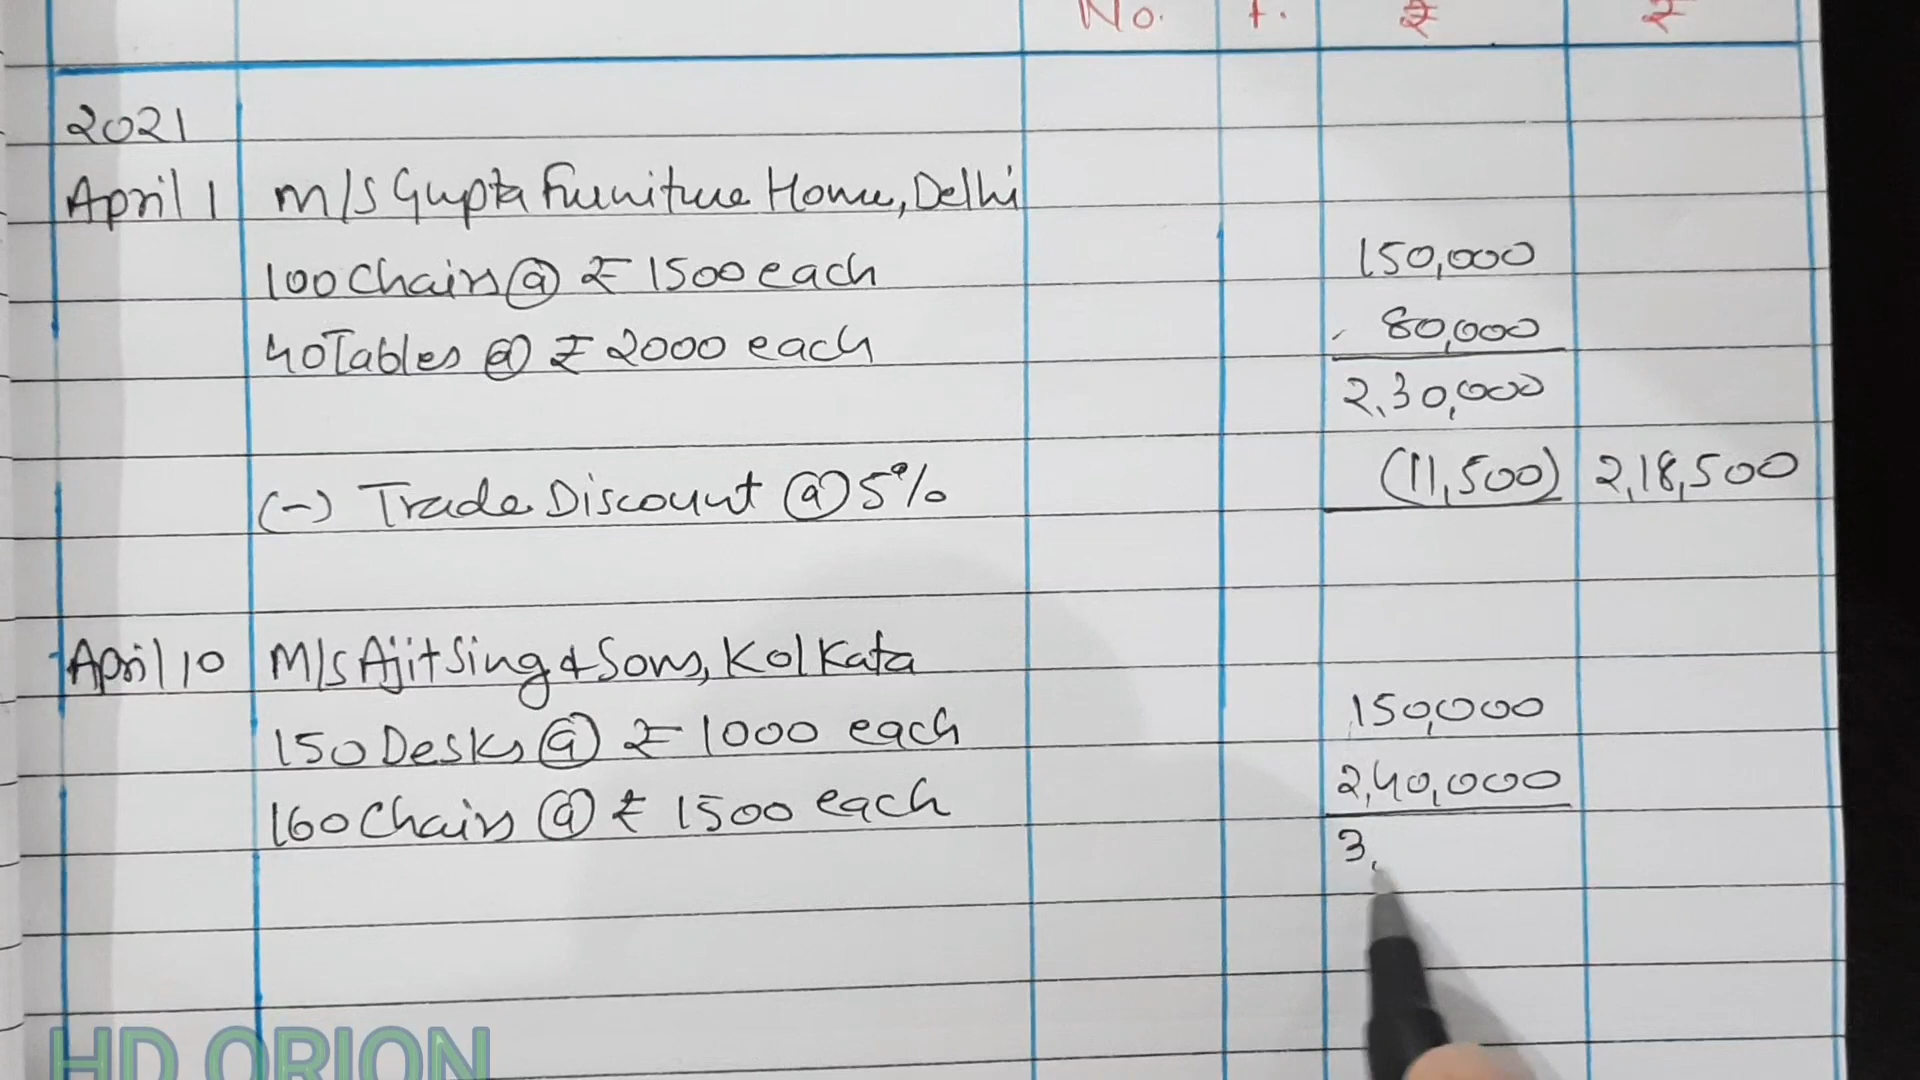 No. f. ₹ ₹
2021
April 1 M/S Gupta Furniture Home, Delhi
100 Chairs @ ₹ 1500 each 150,000
40 Tables @ ₹ 2000 each 80,000
2,30,000
(-) Trade Discount @ 5% (11,500) 2,18,500
April 10 M/S Ajit Sing & Sons, Kolkata
150 Desks @ ₹ 1000 each 150,000
160 Chairs @ ₹ 1500 each 2,40,000
3,
HD ORION